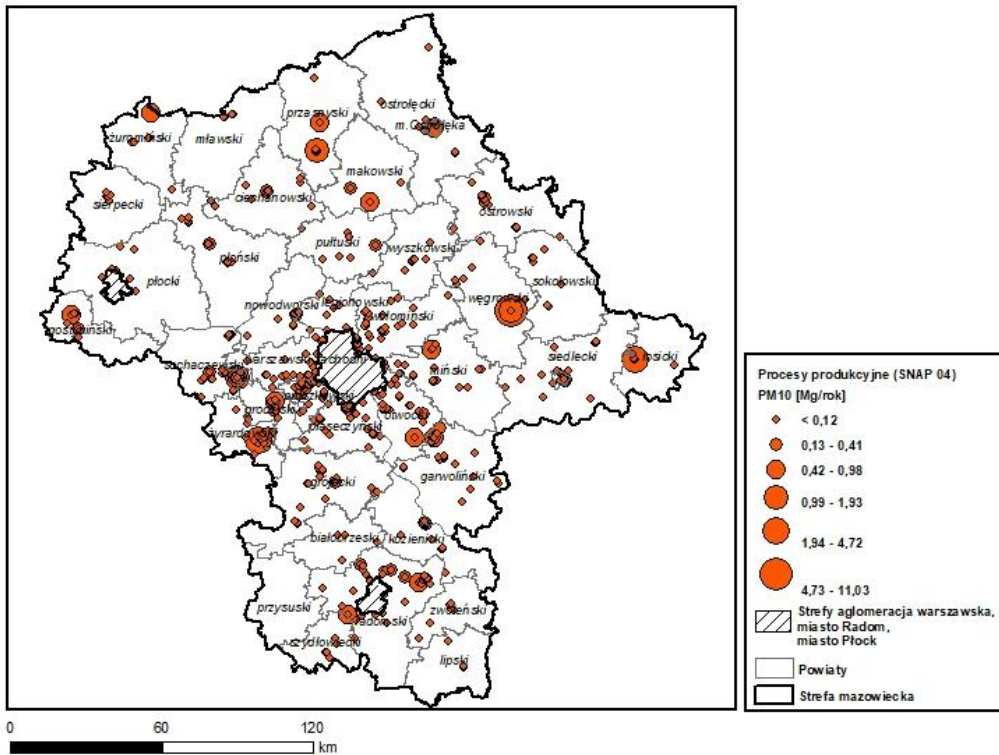 ostrołęcki
przasnyski
m. Ostrołęka
żuromiński
mławski
makowski
ciechanowski
sierpecki
ostrowski
pułtuski
wyszkowski
płoński
sokołowski
płocki
legionowski
nowodworski
węgrowski
wołomiński
gostyniński
sochaczewski
warszawski zachodni
siedlecki
łosicki
miński
pruszkowski
grodziski
otwocki
piaseczyński
żyrardowski
garwoliński
grójecki
białobrzeski
kozienicki
przysuski
zwoleński
radomski
szydłowiecki
lipski
Procesy produkcyjne (SNAP 04)
PM10 [Mg/rok]
< 0,12
0,13 - 0,41
0,42 - 0,98
0,99 - 1,93
1,94 - 4,72
4,73 - 11,03
Strefy aglomeracja warszawska,
miasto Radom,
miasto Płock
Powiaty
Strefa mazowiecka
0 60 120
km